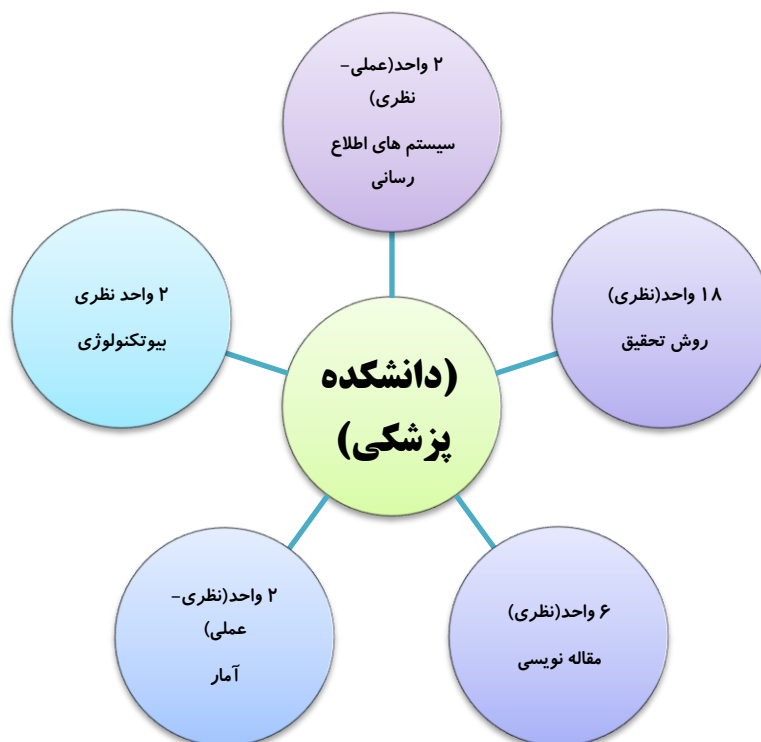 ۲ واحد(عملی-
نظری)
سیستم های اطلاع
رسانی
۱۸ واحد(نظری)
روش تحقیق
۶ واحد(نظری)
مقاله نویسی
۲ واحد(نظری-
عملی)
آمار
۲ واحد نظری
بیوتکنولوژی
(دانشکده
پزشکی)